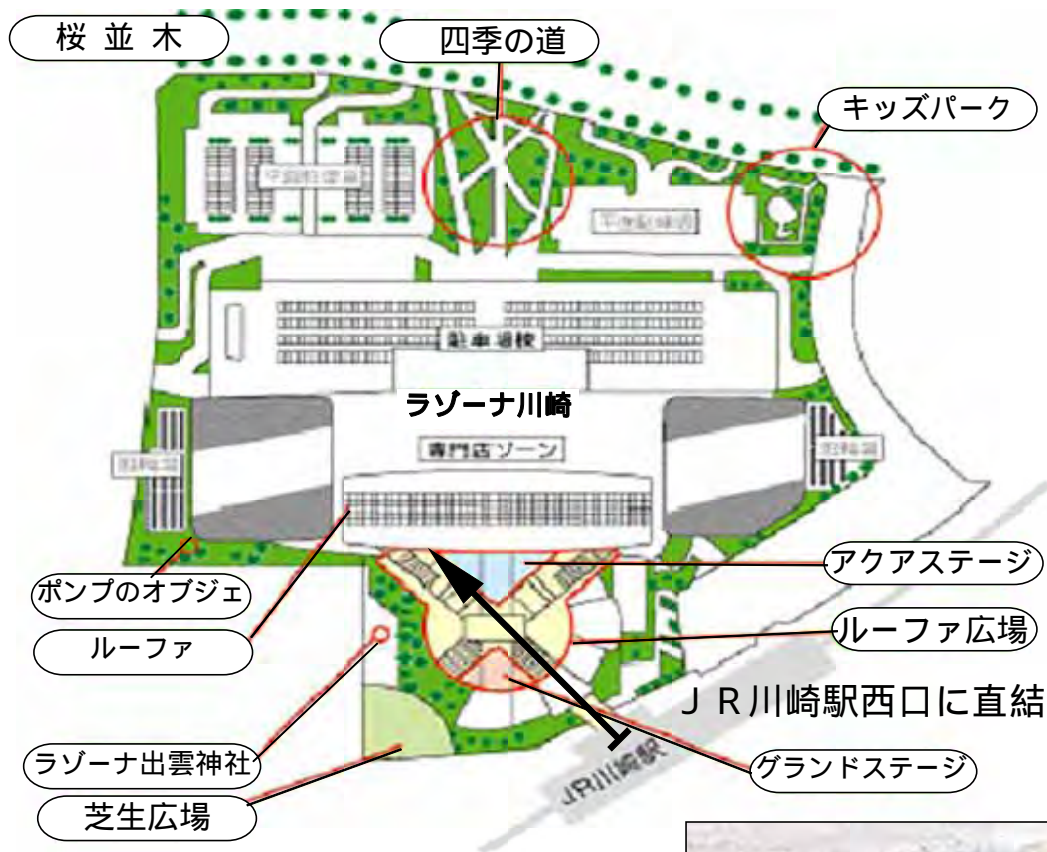 桜 並 木
四季の道
キッズパーク
駐車場棟
ラゾーナ川崎
専門店ゾーン
ポンプのオブジェ
アクアステージ
ルーファ
ルーファ広場
ＪＲ川崎駅西口に直結
ラゾーナ出雲神社
JR川崎駅
グランドステージ
芝生広場